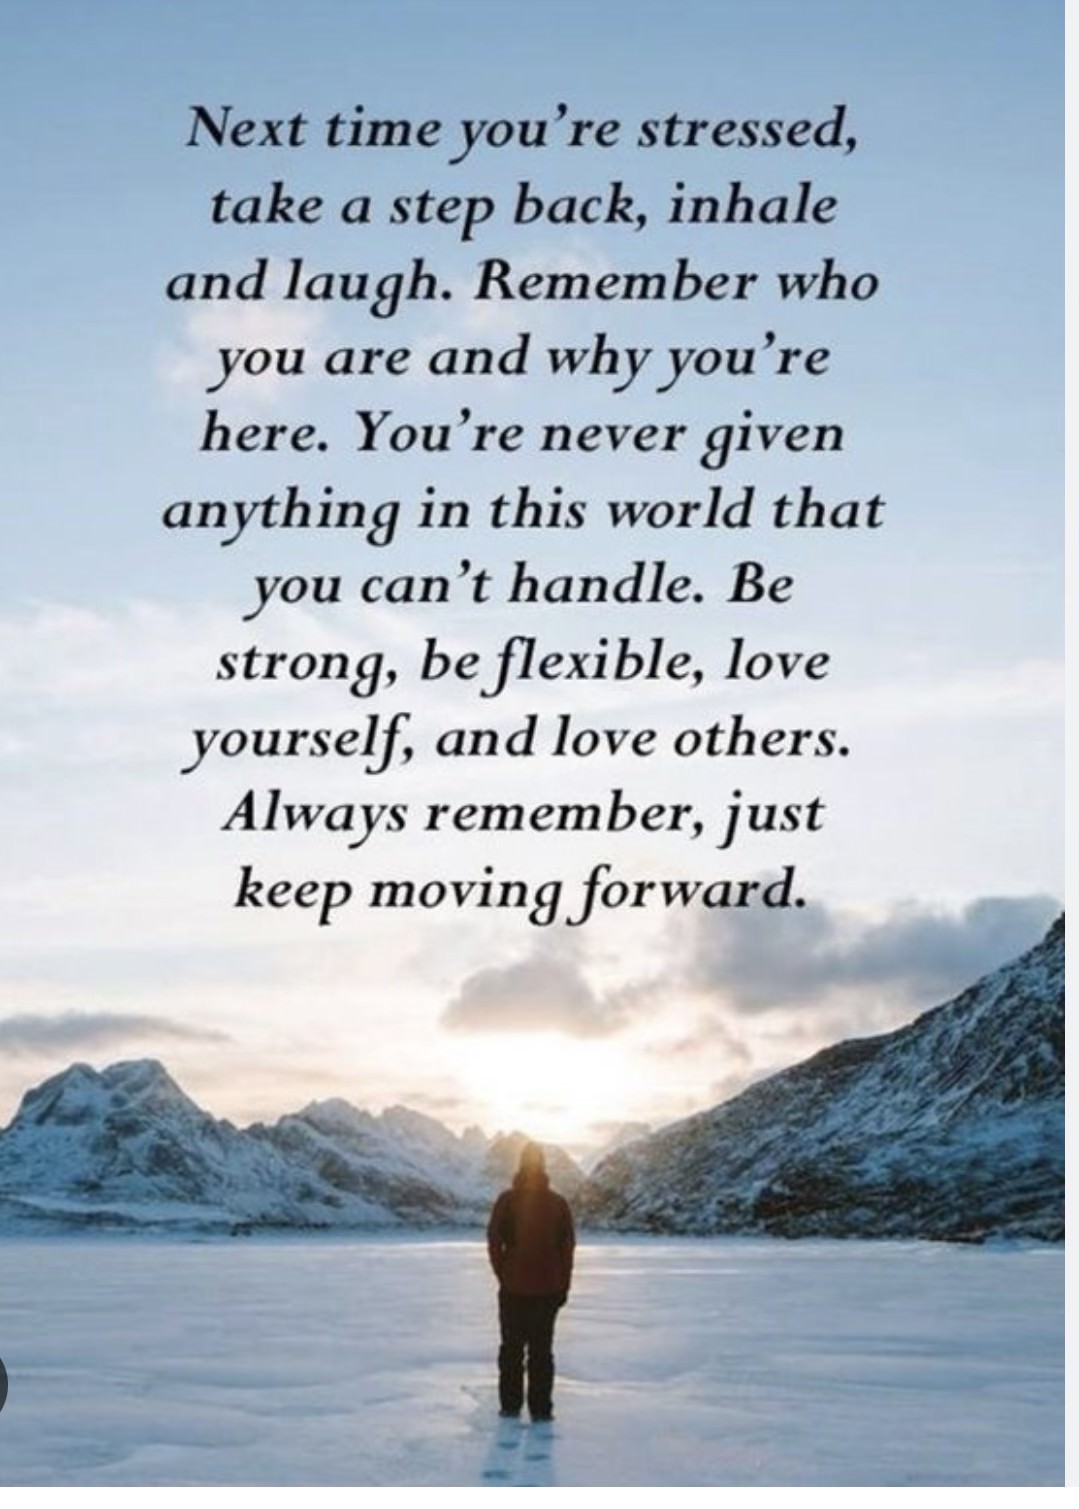 Next time you’re stressed,
take a step back, inhale
and laugh. Remember who
you are and why you’re
here. You’re never given
anything in this world that
you can’t handle. Be
strong, be flexible, love
yourself, and love others.
Always remember, just
keep moving forward.